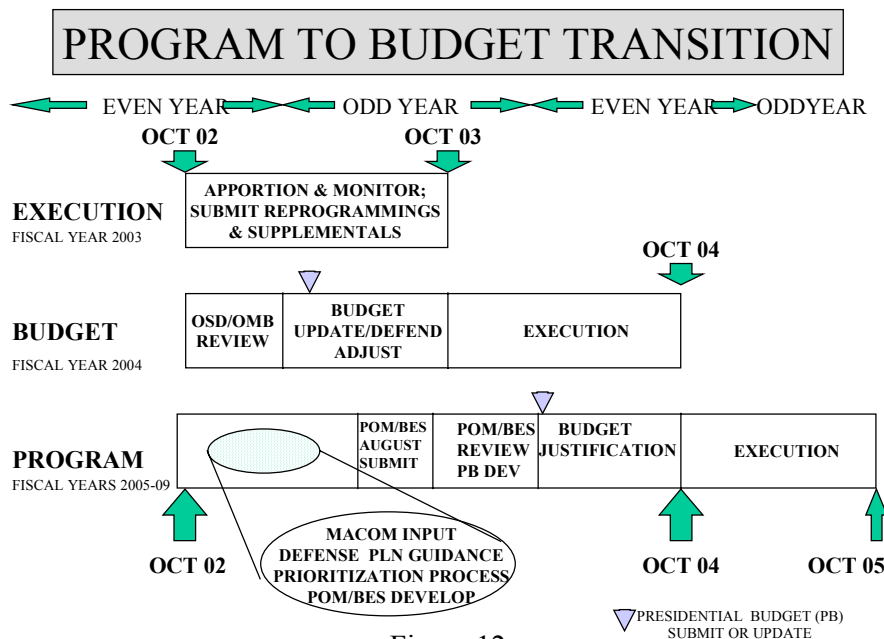 PROGRAM TO BUDGET TRANSITION
EVEN YEAR ODD YEAR EVEN YEAR ODDYEAR
OCT 02 OCT 03
EXECUTION
FISCAL YEAR 2003
APPORTION & MONITOR;
SUBMIT REPROGRAMMINGS
& SUPPLEMENTALS
OCT 04
BUDGET
FISCAL YEAR 2004
OSD/OMB
REVIEW
BUDGET
UPDATE/DEFEND
ADJUST
EXECUTION
PROGRAM
FISCAL YEARS 2005-09
POM/BES
AUGUST
SUBMIT
POM/BES
REVIEW
PB DEV
BUDGET
JUSTIFICATION
EXECUTION
MACOM INPUT
DEFENSE PLN GUIDANCE
PRIORITIZATION PROCESS
POM/BES DEVELOP
OCT 02 OCT 04 OCT 05
PRESIDENTIAL BUDGET (PB)
SUBMIT OR UPDATE